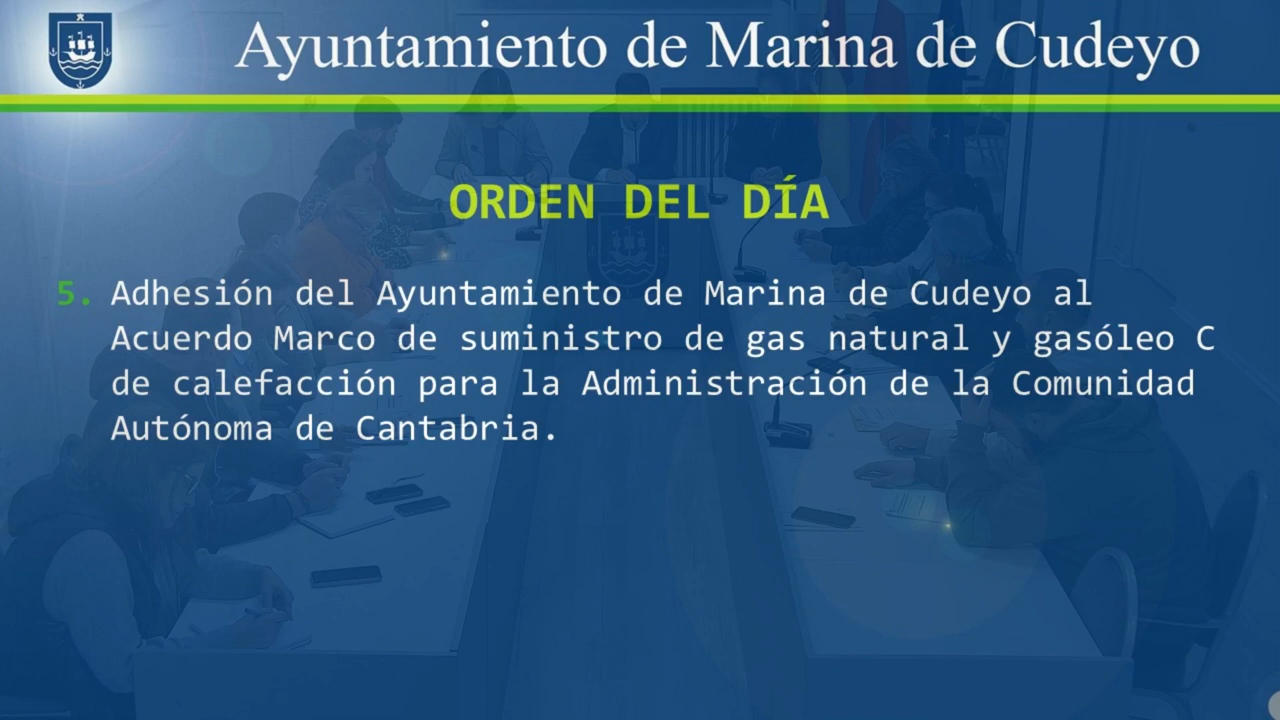 Ayuntamiento de Marina de Cudeyo
ORDEN DEL DÍA
5. Adhesión del Ayuntamiento de Marina de Cudeyo al
Acuerdo Marco de suministro de gas natural y gasóleo C
de calefacción para la Administración de la Comunidad
Autónoma de Cantabria.